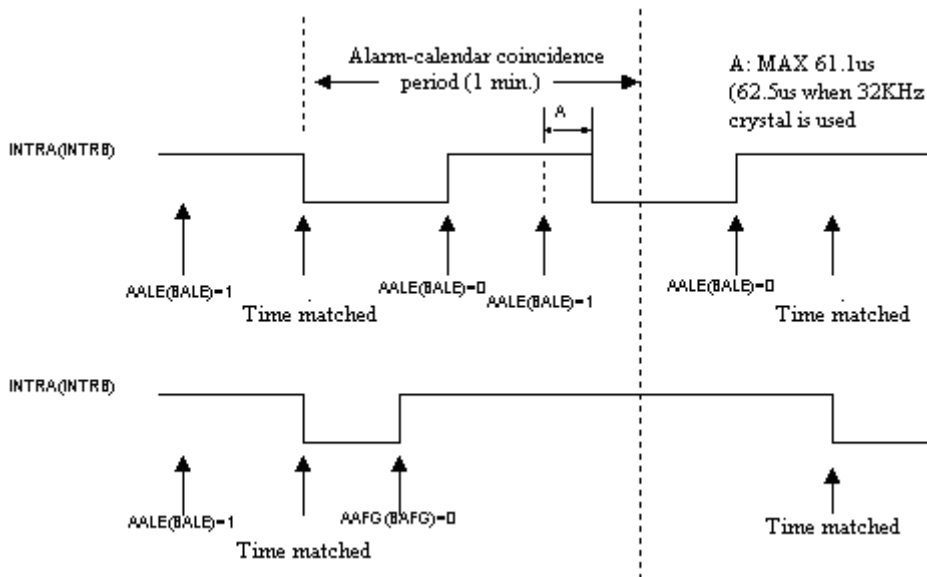 Alarm-calendar coincidence
period (1 min.)
A: MAX 61.1us
(62.5us when 32KHz
crystal is used
A
INTRA(INTRB)
AALE(BALE)=1
Time matched
AALE(BALE)=0
AALE(BALE)=1
AALE(BALE)=0
Time matched
INTRA(INTRB)
AALE(BALE)=1
Time matched
AAFG(BAFG)=0
Time matched